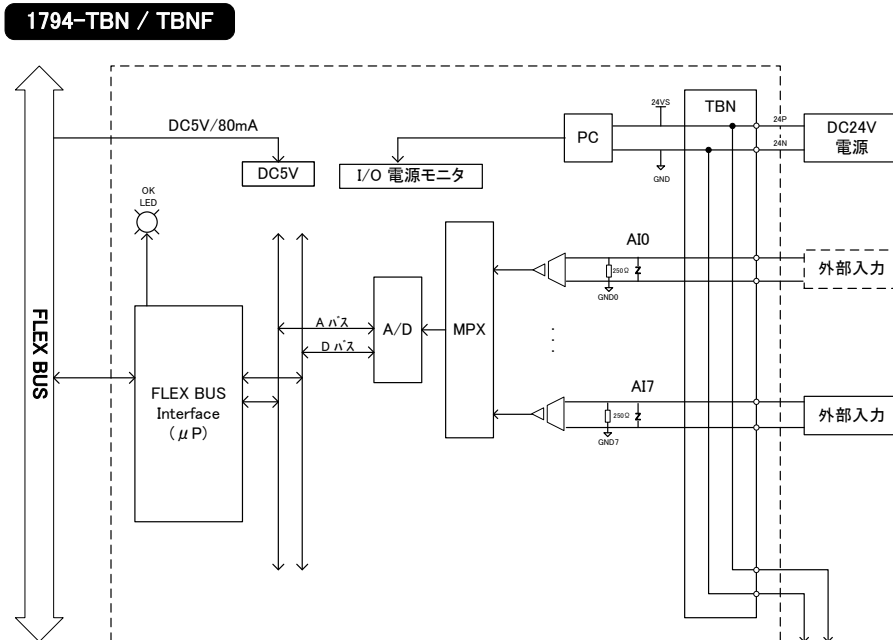 1794-TBN / TBNF
DC5V/80mA
DC5V
I/O 電源モニタ
PC
24VS
GND
TBN
24P
24N
DC24V
電源
OK
LED
FLEX BUS
FLEX BUS
Interface
(μP)
A バス
D バス
A/D
MPX
AI0
250Ω
Z
GND0
外部入力
AI7
250Ω
Z
GND7
外部入力